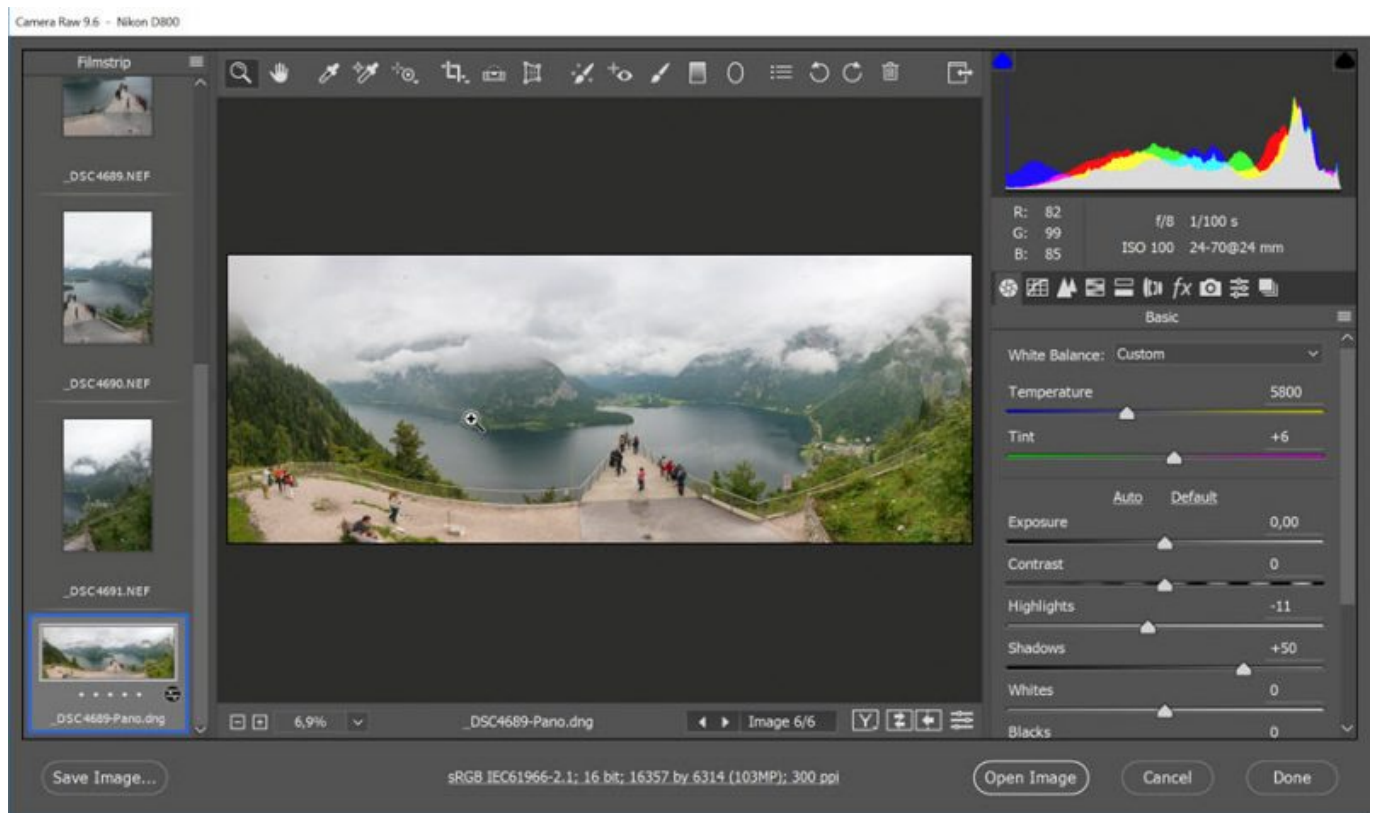 Camera Raw 9.6 - Nikon D800
Filmstrip
_DSC4689.NEF
_DSC4690.NEF
_DSC4691.NEF
_DSC4689-Pano.dng
6,9%
_DSC4689-Pano.dng
Image 6/6
Y
R: 82
G: 99
B: 85
f/8 1/100 s
ISO 100 24-70@24 mm
fx
Basic
White Balance: Custom
Temperature 5800
Tint +6
Auto Default
Exposure 0,00
Contrast 0
Highlights -11
Shadows +50
Whites 0
Blacks 0
Save Image...
sRGB IEC61966-2.1; 16 bit; 16357 by 6314 (103MP); 300 ppi
Open Image
Cancel
Done